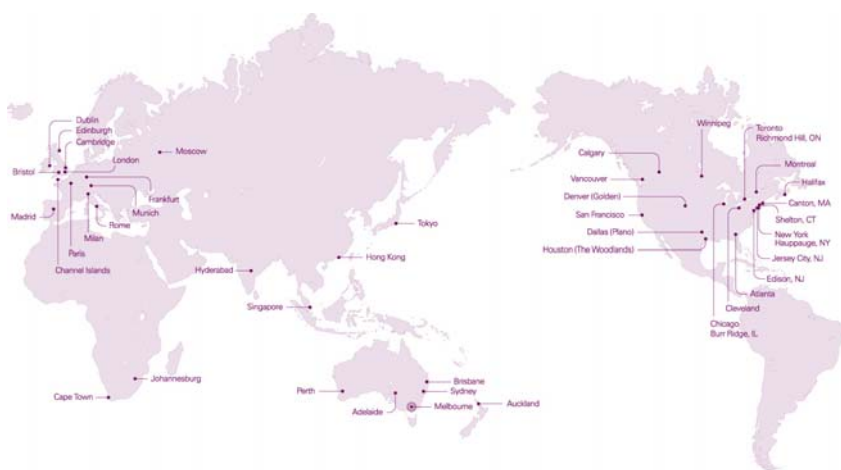 Dublin
Edinburgh
Cambridge
London
Bristol
Moscow
Frankfurt
Munich
Madrid
Rome
Milan
Paris
Channel Islands
Tokyo
Hong Kong
Hyderabad
Singapore
Johannesburg
Cape Town
Perth
Brisbane
Sydney
Adelaide
Melbourne
Auckland
Winnipeg
Toronto
Richmond Hill, ON
Calgary
Montreal
Vancouver
Halifax
Denver (Golden)
Canton, MA
San Francisco
Shelton, CT
Dallas (Plano)
New York
Hauppauge, NY
Houston (The Woodlands)
Jersey City, NJ
Edison, NJ
Atlanta
Cleveland
Chicago
Burr Ridge, IL